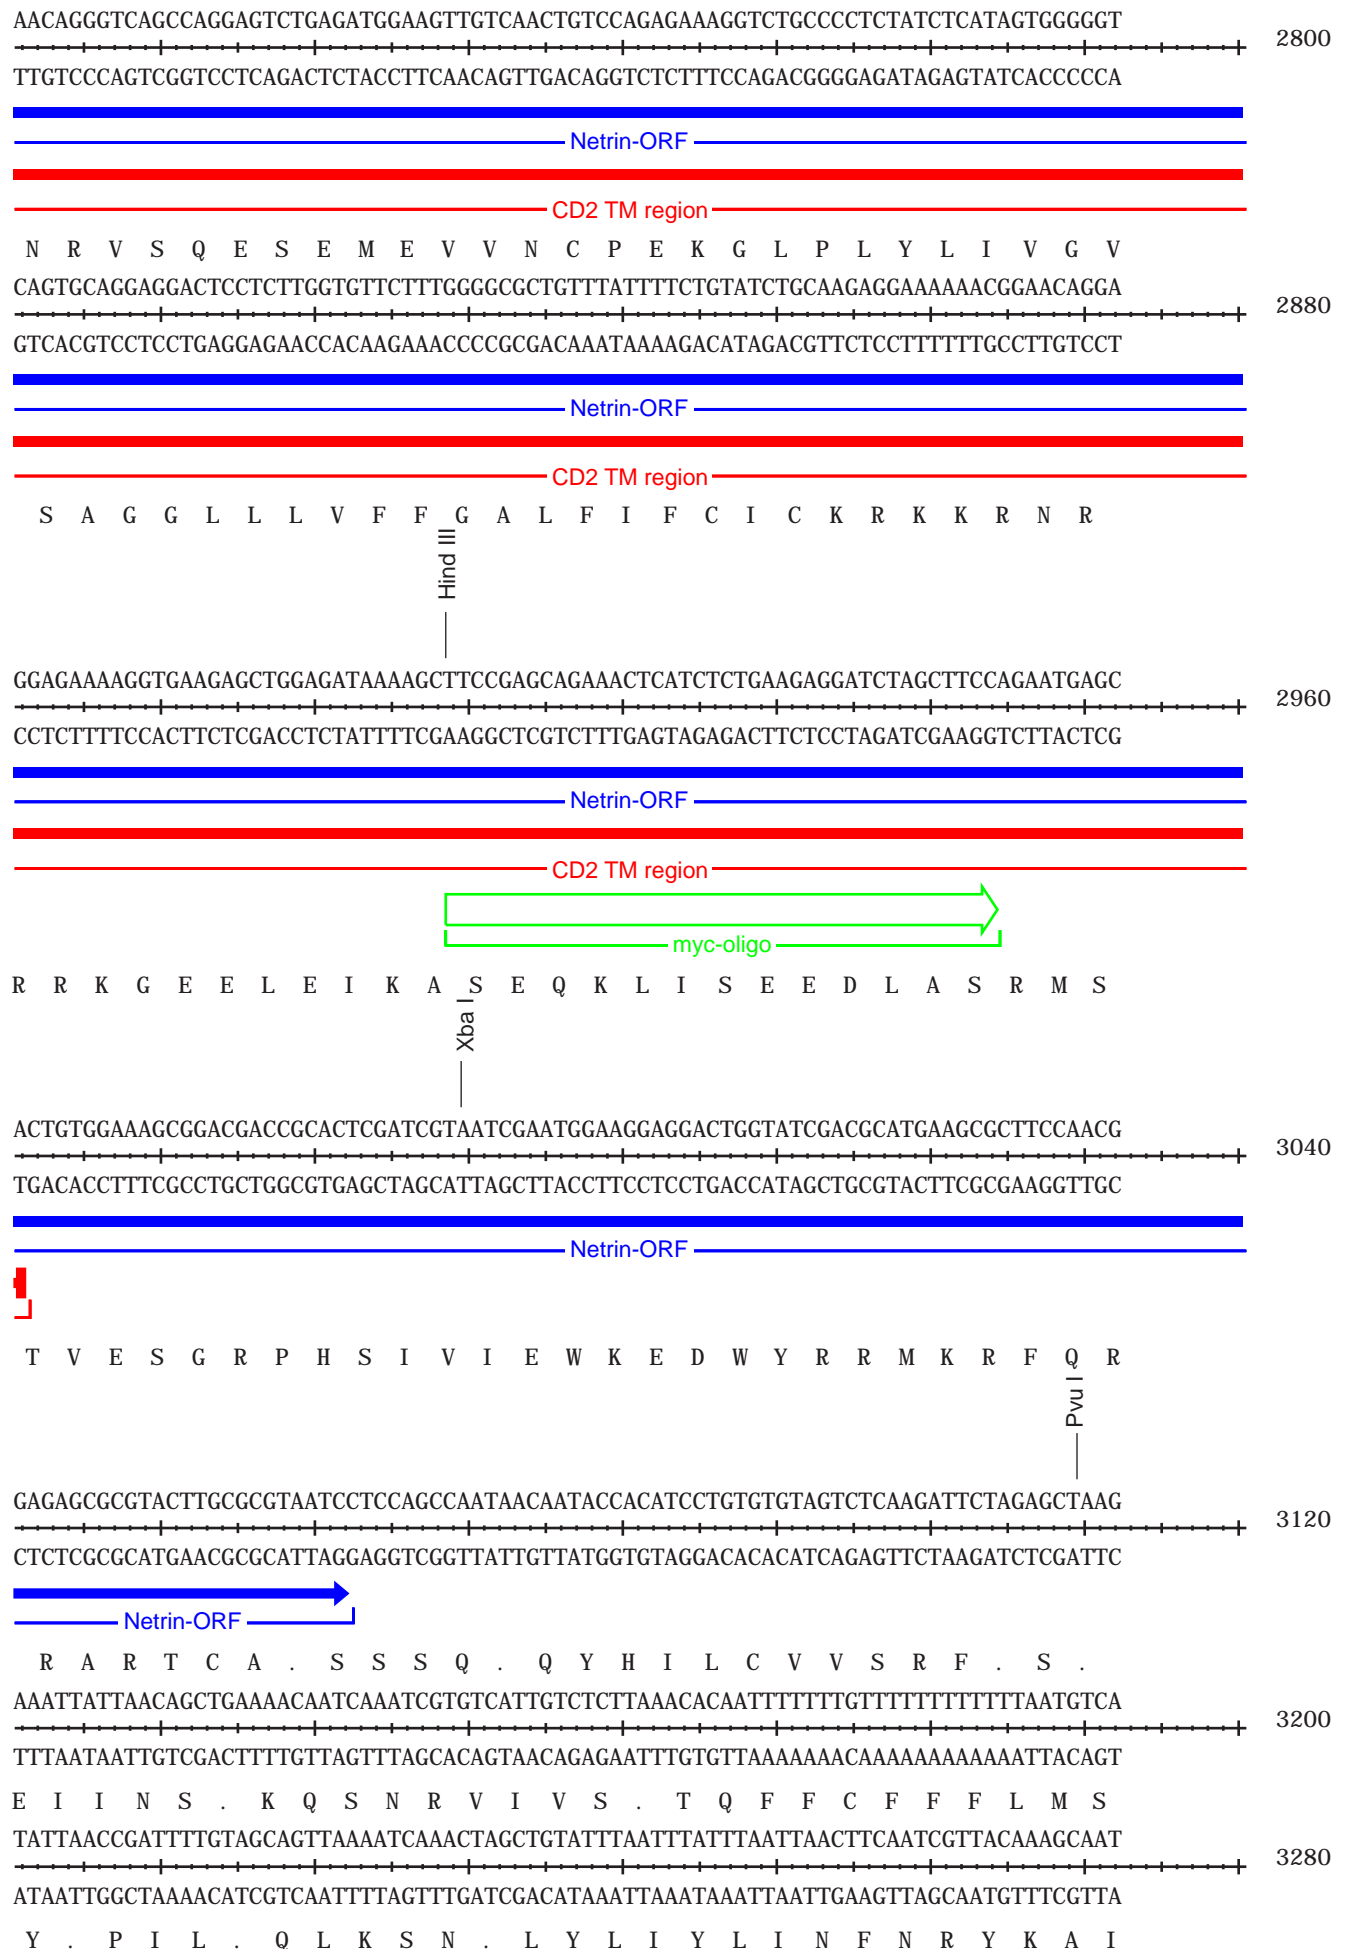 AACAGGGTCAGCCAGGAGTCTGAGATGGAAGTTGTCAACTGTCCAGAGAAAGGTCTGCCCCTCTATCTCATAGTGGGGGT
2800
TTGTCCCAGTCGGTCCTCAGACTCTACCTTCAACAGTTGACAGGTCTCTTTCCAGACGGGGAGATAGAGTATCACCCCCA
Netrin-ORF
CD2 TM region
N R V S Q E S E M E V V N C P E K G L P L Y L I V G V
CAGTGCAGGAGGACTCCTCTTGGTGTTCTTTGGGGCGCTGTTTATTTTCTGTATCTGCAAGAGGAAAAAACGGAACAGGA
2880
GTCACGTCCTCCTGAGGAGAACCACAAGAAACCCCGCGACAAATAAAAGACATAGACGTTCTCCTTTTTTGCCTTGTCCT
Netrin-ORF
CD2 TM region
S A G G L L L V F F G A L F I F C I C K R K K R N R
Hind III
GGAGAAAAGGTGAAGAGCTGGAGATAAAAGCTTCCGAGCAGAAACTCATCTCTGAAGAGGATCTAGCTTCCAGAATGAGC
2960
CCTCTTTTCCACTTCTCGACCTCTATTTTCGAAGGCTCGTCTTTGAGTAGAGACTTCTCCTAGATCGAAGGTCTTACTCG
Netrin-ORF
CD2 TM region
myc-oligo
R R K G E E L E I K A S E Q K L I S E E D L A S R M S
Xba I
ACTGTGGAAAGCGGACGACCGCACTCGATCGTAATCGAATGGAAGGAGGACTGGTATCGACGCATGAAGCGCTTCCAACG
3040
TGACACCTTTCGCCTGCTGGCGTGAGCTAGCATTAGCTTACCTTCCTCCTGACCATAGCTGCGTACTTCGCGAAGGTTGC
Netrin-ORF
T V E S G R P H S I V I E W K E D W Y R R M K R F Q R
Pvu I
GAGAGCGCGTACTTGCGCGTAATCCTCCAGCCAATAACAATACCACATCCTGTGTGTAGTCTCAAGATTCTAGAGCTAAG
3120
CTCTCGCGCATGAACGCGCATTAGGAGGTCGGTTATTGTTATGGTGTAGGACACACATCAGAGTTCTAAGATCTCGATTC
Netrin-ORF
R A R T C A . S S S Q . Q Y H I L C V V S R F . S .
AAATTATTAACAGCTGAAAACAATCAAATCGTGTCATTGTCTCTTAAACACAATTTTTTTGTTTTTTTTTTTTAATGTCA
3200
TTTAATAATTGTCGACTTTTGTTAGTTTAGCACAGTAACAGAGAATTTGTGTTAAAAAAACAAAAAAAAAAAATTACAGT
E I I N S . K Q S N R V I V S . T Q F F C F F F L M S
TATTAACCGATTTTGTAGCAGTTAAAATCAAACTAGCTGTATTTAATTTATTTAATTAACTTCAATCGTTACAAAGCAAT
3280
ATAATTGGCTAAAACATCGTCAATTTTAGTTTGATCGACATAAATTAAATAAATTAATTGAAGTTAGCAATGTTTCGTTA
Y . P I L . Q L K S N . L Y L I Y L I N F N R Y K A I